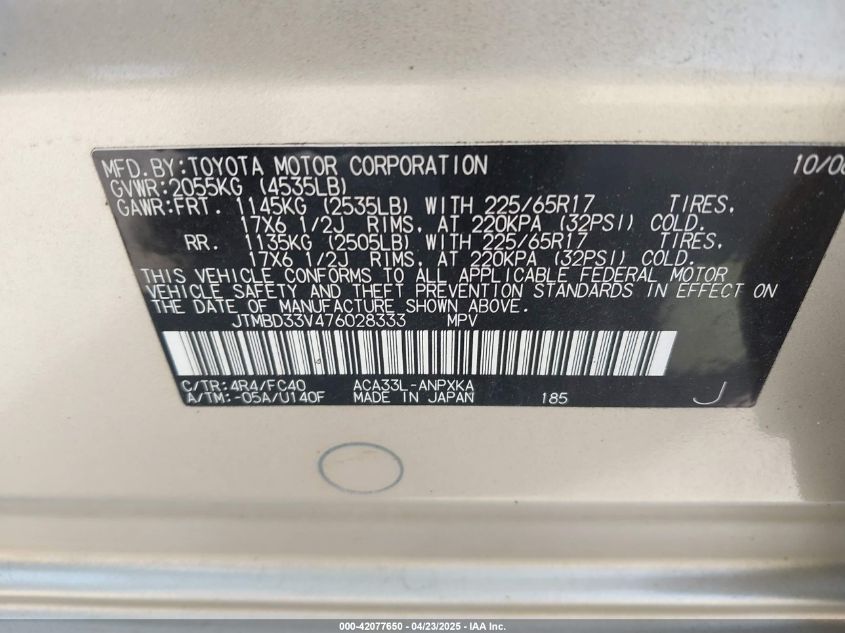 MFD. BY: TOYOTA MOTOR CORPORATION 10/06
GVWR: 2055KG (4535LB)
GAWR: FRT. 1145KG (2535LB) WITH 225/65R17 TIRES,
17X6 1/2J RIMS, AT 220KPA (32PSI) COLD.
RR. 1135KG (2505LB) WITH 225/65R17 TIRES,
17X6 1/2J RIMS, AT 220KPA (32PSI) COLD.
THIS VEHICLE CONFORMS TO ALL APPLICABLE FEDERAL MOTOR
VEHICLE SAFETY AND THEFT PREVENTION STANDARDS IN EFFECT ON
THE DATE OF MANUFACTURE SHOWN ABOVE.
JTMBD33V476028333 MPV
C/TR: 4R4/FC40 ACA33L-ANPXKA
A/TM: -05A/U140F MADE IN JAPAN 185 J
000-42077650 - 04/23/2025 - IAA Inc.